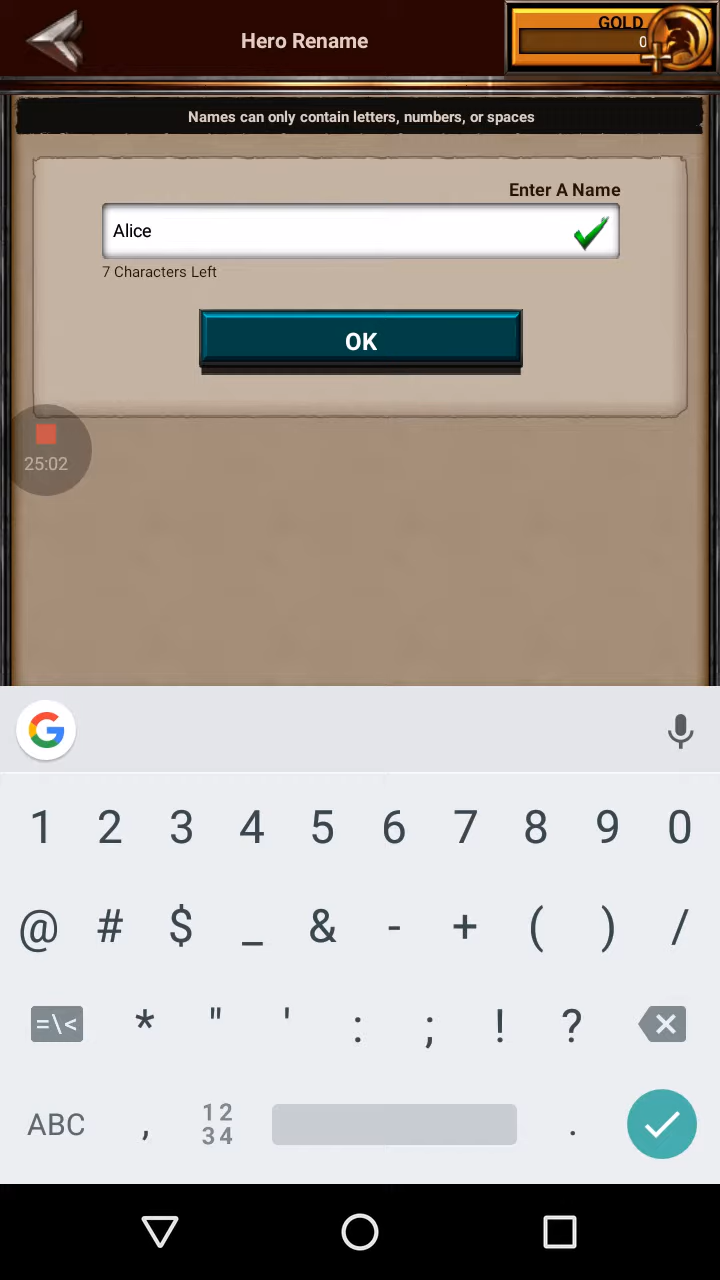 Hero Rename
GOLD
0
Names can only contain letters, numbers, or spaces
Enter A Name
Alice
7 Characters Left
OK
25:02
G
1 2 3 4 5 6 7 8 9 0
@ # $ _ & - + ( ) /
=\< * " ' : ; ! ?
ABC , 12 34 .